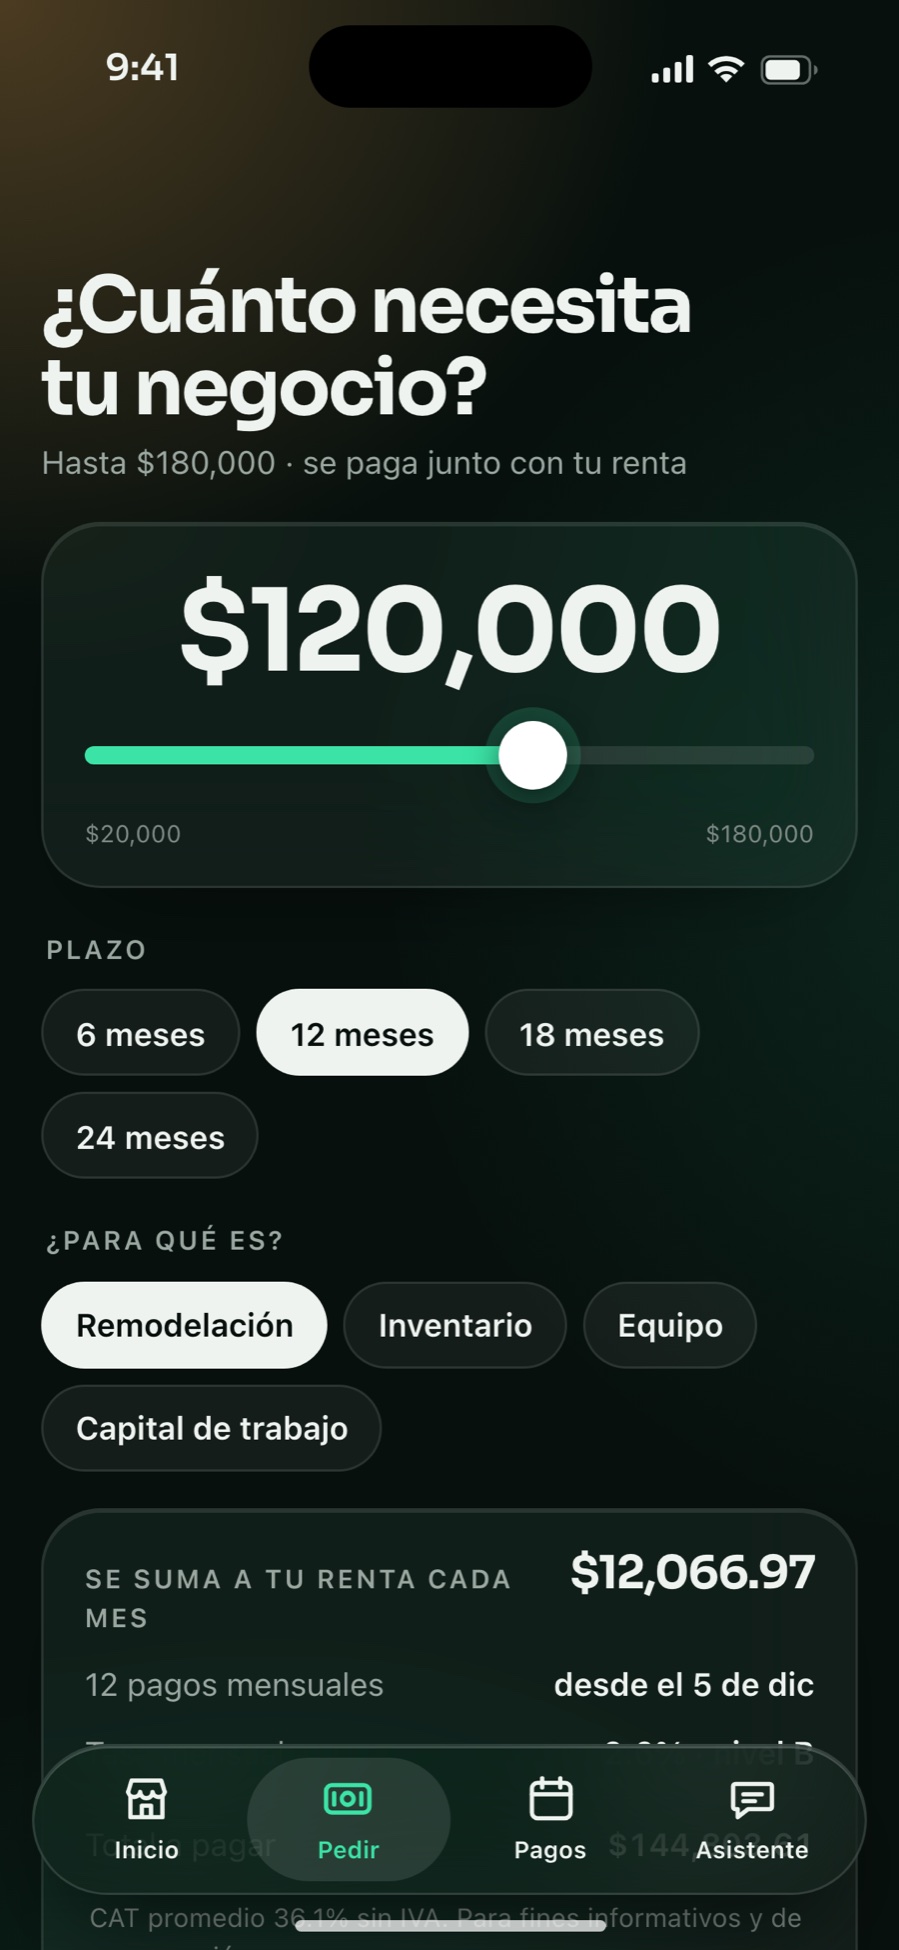 9:41
¿Cuánto necesita
tu negocio?
Hasta $180,000 · se paga junto con tu renta
$120,000
$20,000 $180,000
PLAZO
6 meses 12 meses 18 meses
24 meses
¿PARA QUÉ ES?
Remodelación Inventario Equipo
Capital de trabajo
SE SUMA A TU RENTA CADA $12,066.97
MES
12 pagos mensuales desde el 5 de dic
nivel B
Total a pagar
Inicio Pedir Pagos Asistente
CAT promedio 36.1% sin IVA. Para fines informativos y de